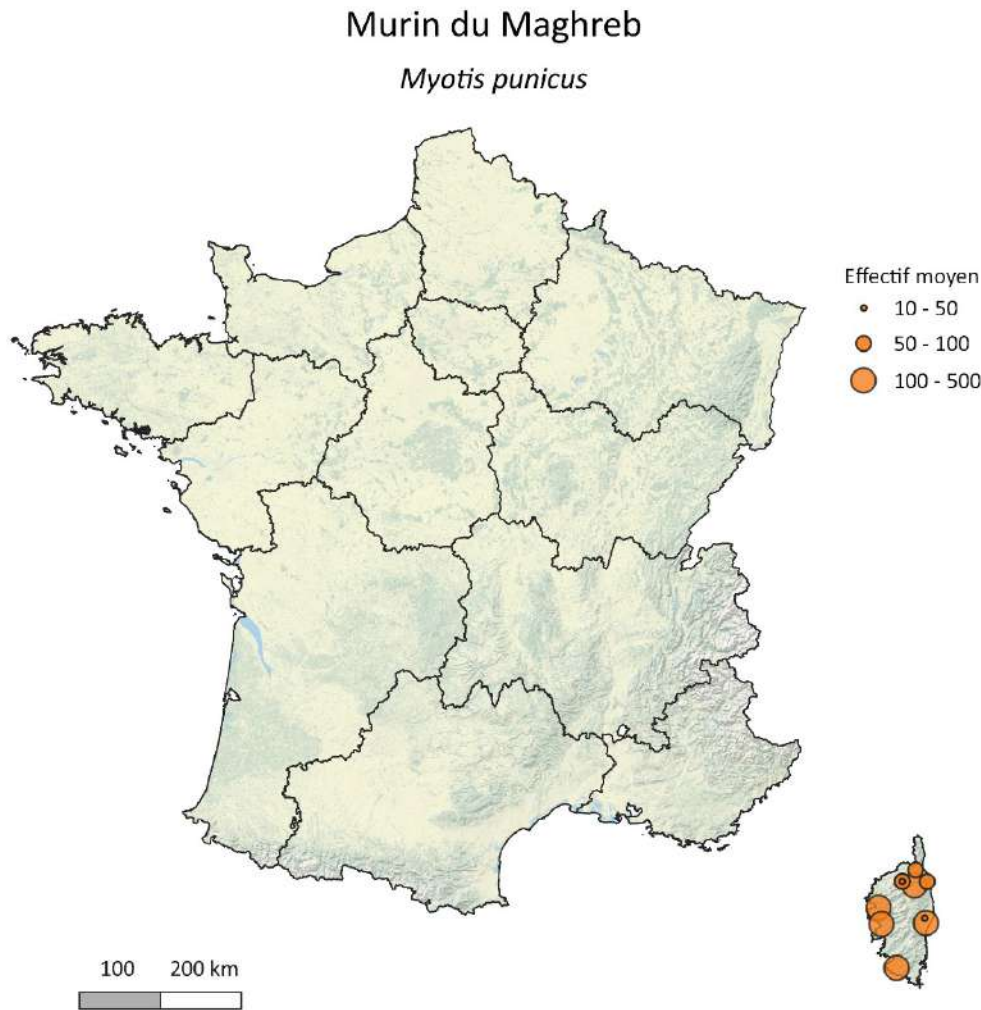 Murin du Maghreb
Myotis punicus
Effectif moyen
10 - 50
50 - 100
100 - 500
100 200 km